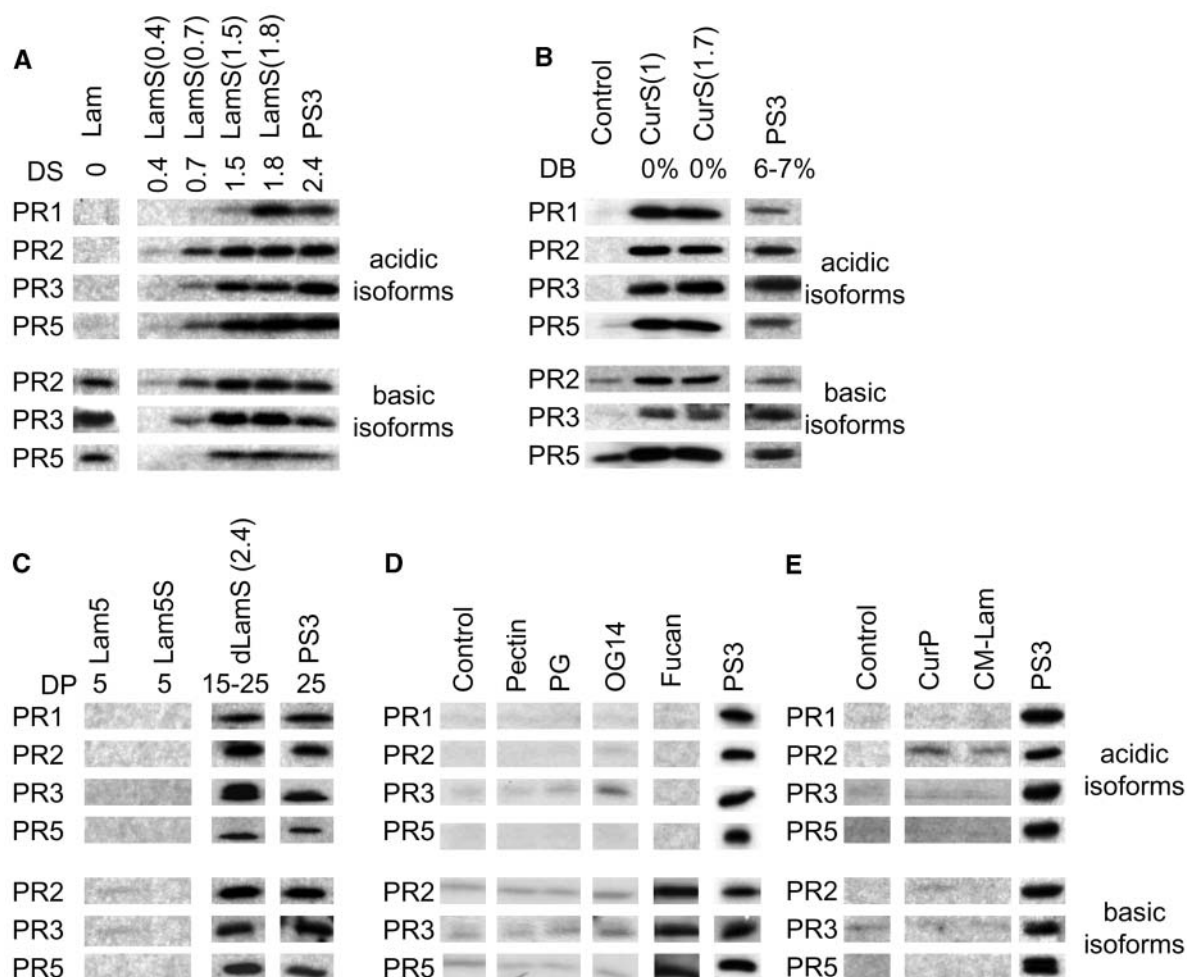 A
Lam LamS(0.4) LamS(0.7) LamS(1.5) LamS(1.8) PS3
DS 0 0.4 0.7 1.5 1.8 2.4
PR1
PR2
PR3
PR5
acidic
isoforms
PR2
PR3
PR5
basic
isoforms
B
Control CurS(1) CurS(1.7) PS3
DB 0% 0% 6-7%
PR1
PR2
PR3
PR5
acidic
isoforms
PR2
PR3
PR5
basic
isoforms
C
Lam5 Lam5S dLamS (2.4) PS3
DP 5 5 15-25 25
PR1
PR2
PR3
PR5
PR2
PR3
PR5
D
Control Pectin PG OG14 Fucan PS3
PR1
PR2
PR3
PR5
PR2
PR3
PR5
E
Control CurP CM-Lam PS3
PR1
PR2
PR3
PR5
acidic
isoforms
PR2
PR3
PR5
basic
isoforms